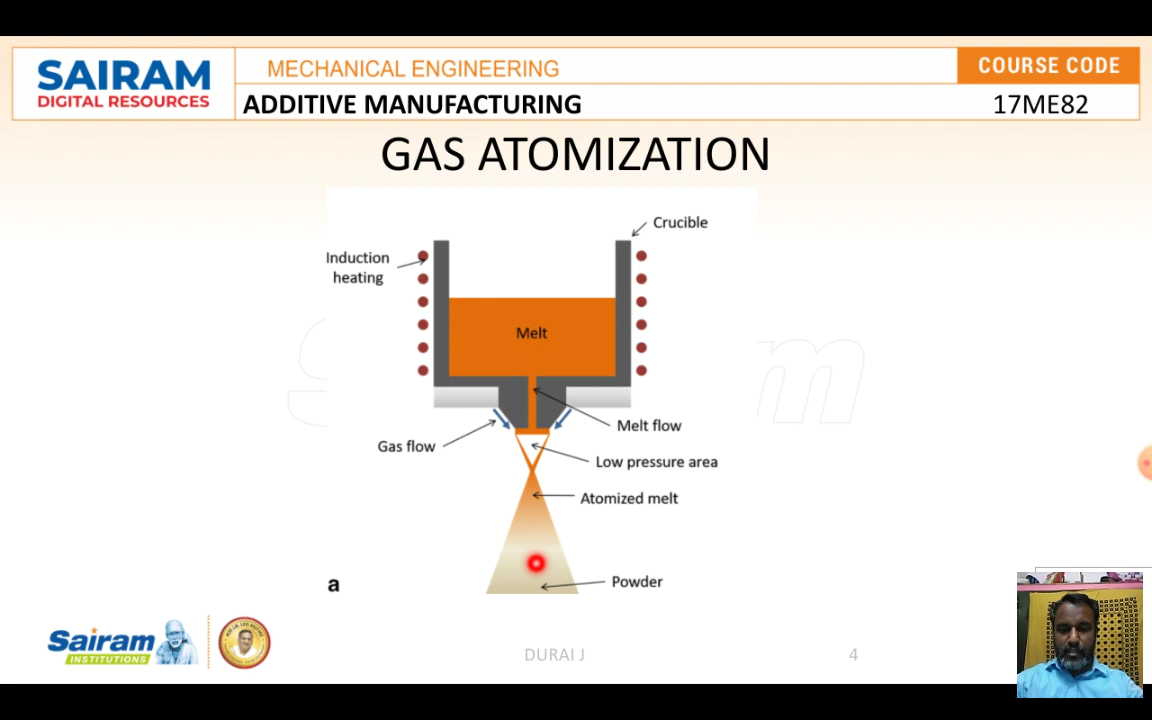 SAIRAM
DIGITAL RESOURCES
MECHANICAL ENGINEERING
COURSE CODE
ADDITIVE MANUFACTURING
17ME82
GAS ATOMIZATION
Crucible
Induction
heating
Melt
Melt flow
Gas flow
Low pressure area
Atomized melt
Powder
a
Sairam
INSTITUTIONS
DURAI J
4